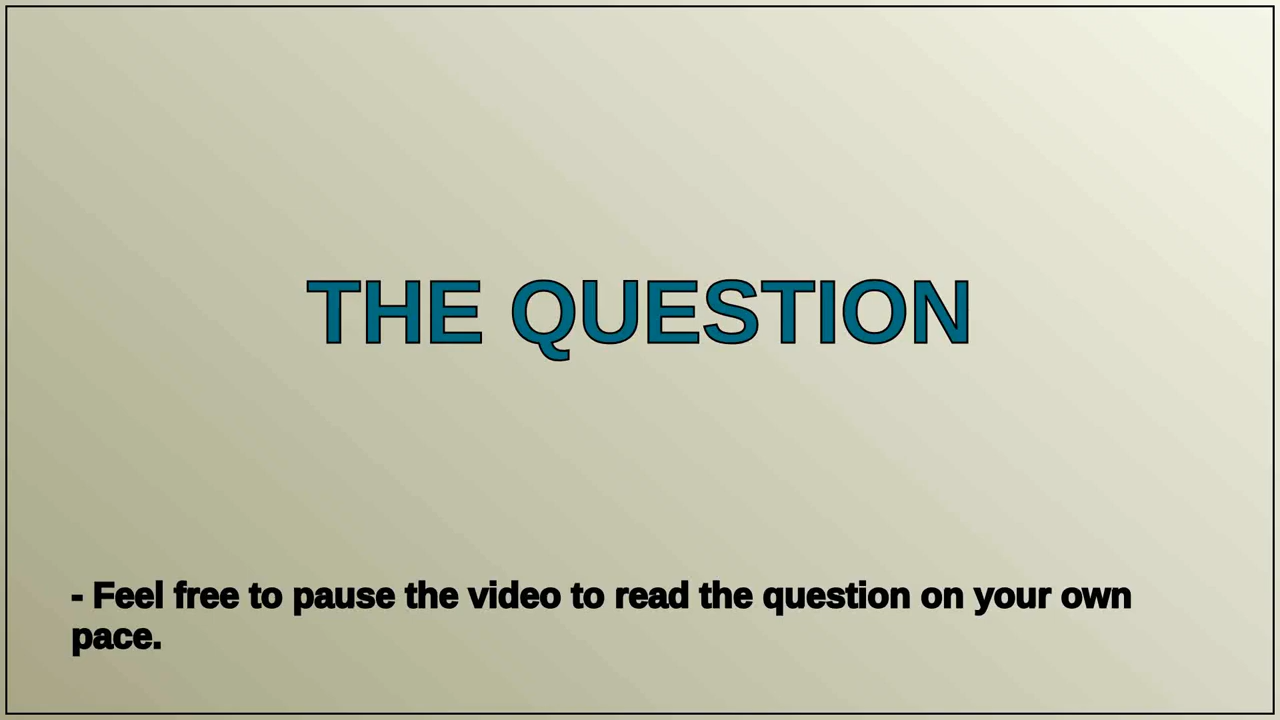 THE QUESTION
- Feel free to pause the video to read the question on your own
pace.